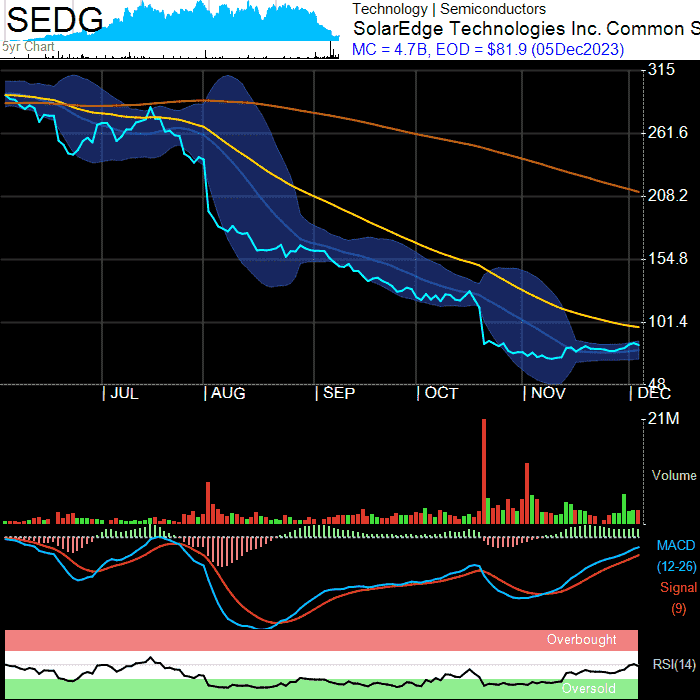 SEDG
5yr Chart
Technology | Semiconductors
SolarEdge Technologies Inc. Common S
MC = 4.7B, EOD = $81.9 (05Dec2023)
315
261.6
208.2
154.8
101.4
48
| JUL | AUG | SEP | OCT | NOV | DEC
21M
Volume
MACD
(12-26)
Signal
(9)
Overbought
RSI(14)
Oversold